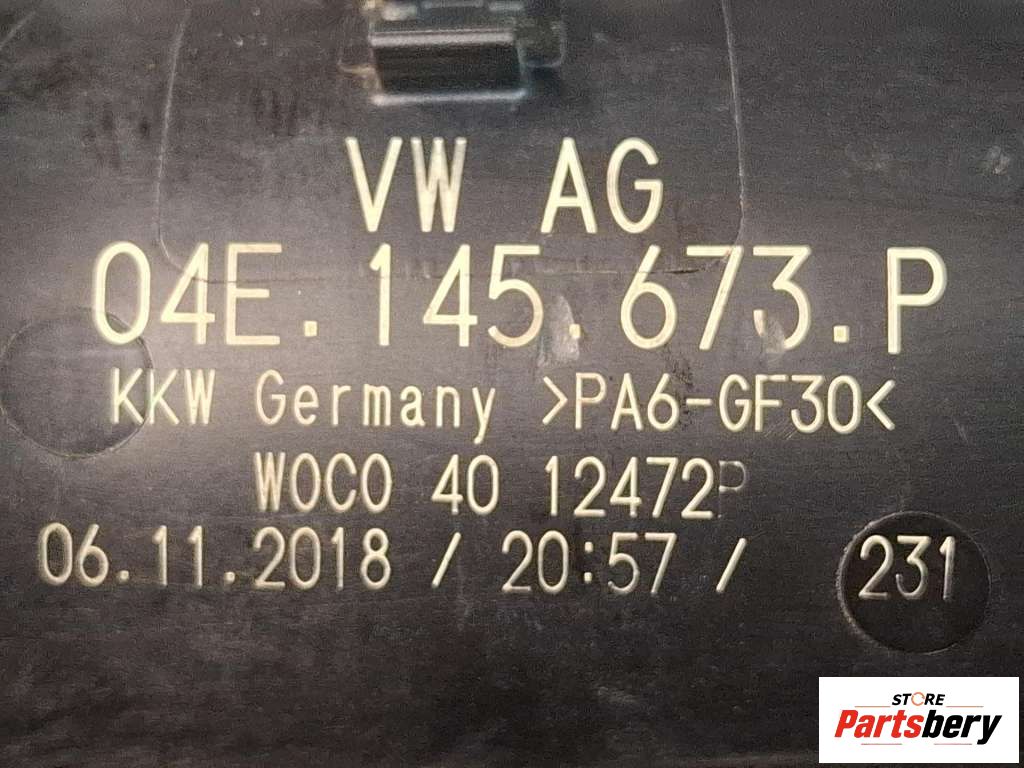 VW AG
04E.145.673.P
KKW Germany >PA6-GF30<
WOCO 40 12472P
06.11.2018 / 20:57 / 231
STORE
Partsbery